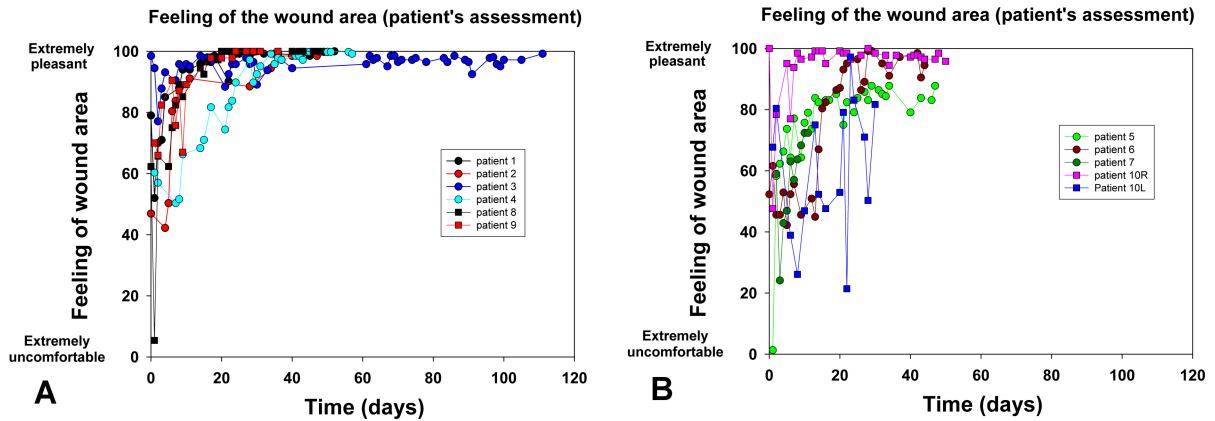 Feeling of the wound area (patient's assessment)
Extremely
pleasant
100
80
60
40
20
0
Extremely
uncomfortable
Feeling of wound area
patient 1
patient 2
patient 3
patient 4
patient 8
patient 9
0 20 40 60 80 100 120
Time (days)
A
Feeling of the wound area (patient's assessment)
Extremely
pleasant
100
80
60
40
20
0
Extremely
uncomfortable
Feeling of wound area
patient 5
patient 6
patient 7
patient 10R
Patient 10L
0 20 40 60 80 100 120
Time (days)
B